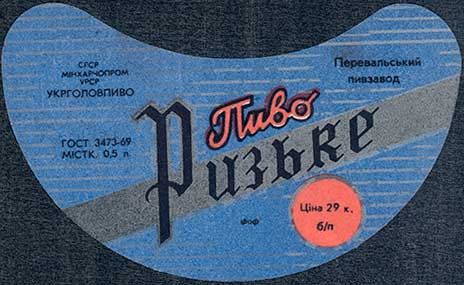 СРСР
МІНХАРЧОПРОМ
УРСР
УКРГОЛОВПИВО
ГОСТ 3473-69
МІСТК. 0,5 л.
Пиво
Ризьке
Перевальський
пивзавод
Ціна 29 к.
б/п